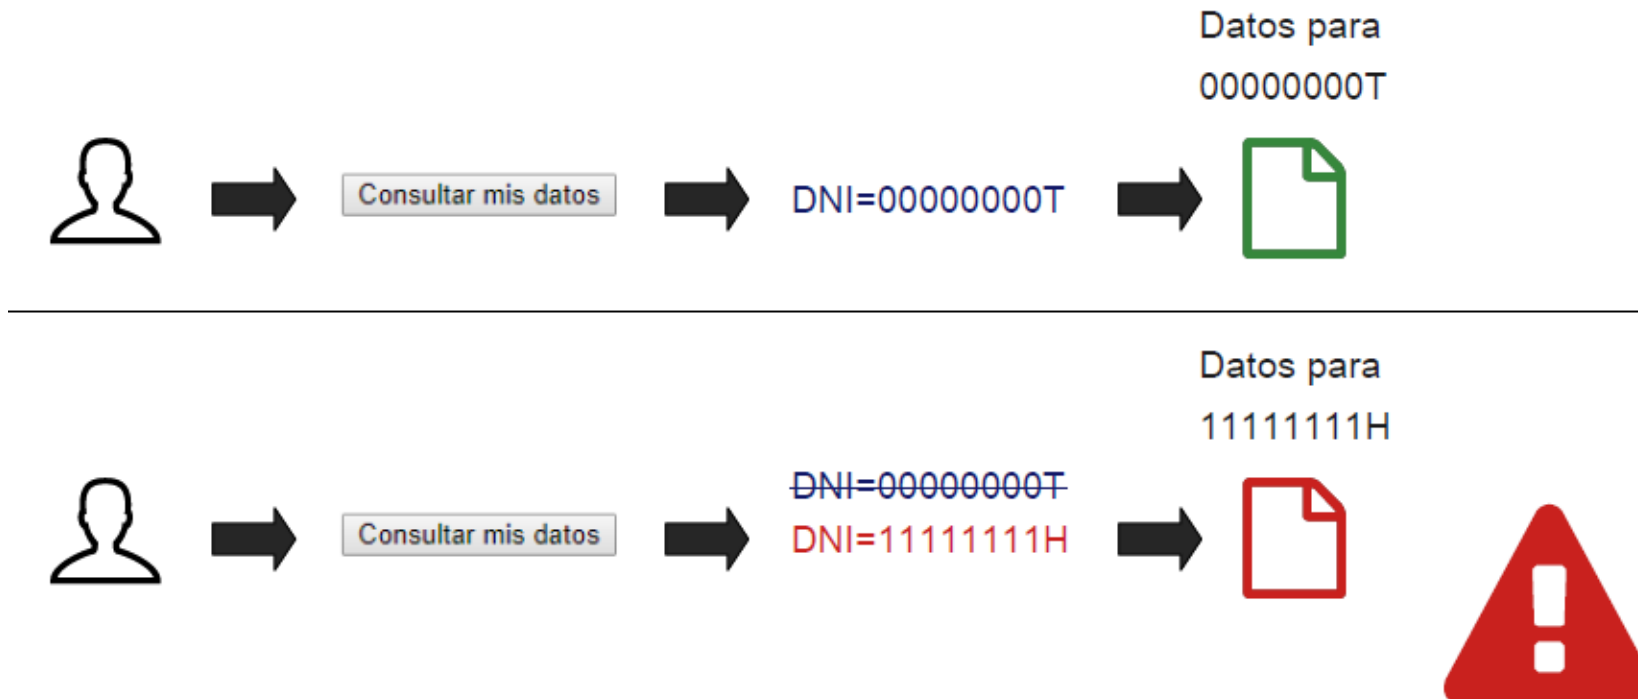 Datos para
00000000T
Consultar mis datos
DNI=00000000T
Datos para
11111111H
Consultar mis datos
DNI=00000000T
DNI=11111111H